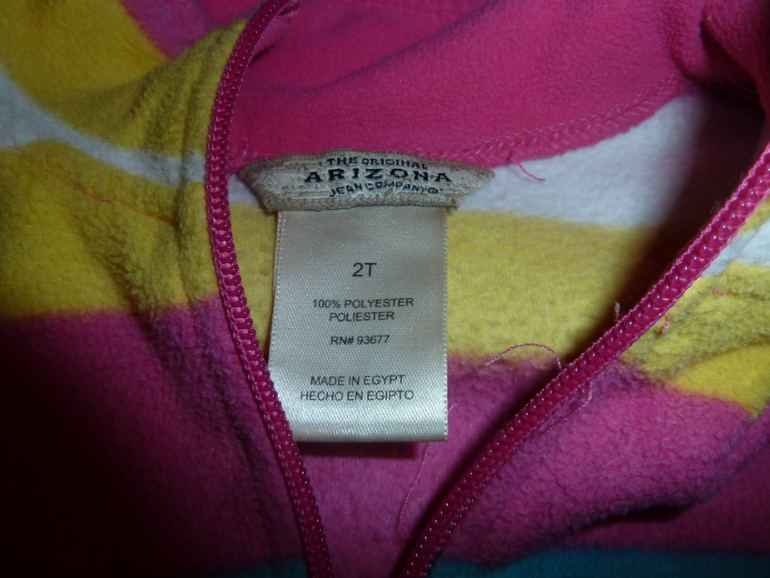 THE ORIGINAL
ARIZONA
JEAN COMPANY®
2T
100% POLYESTER
POLIESTER
RN# 93677
MADE IN EGYPT
HECHO EN EGIPTO